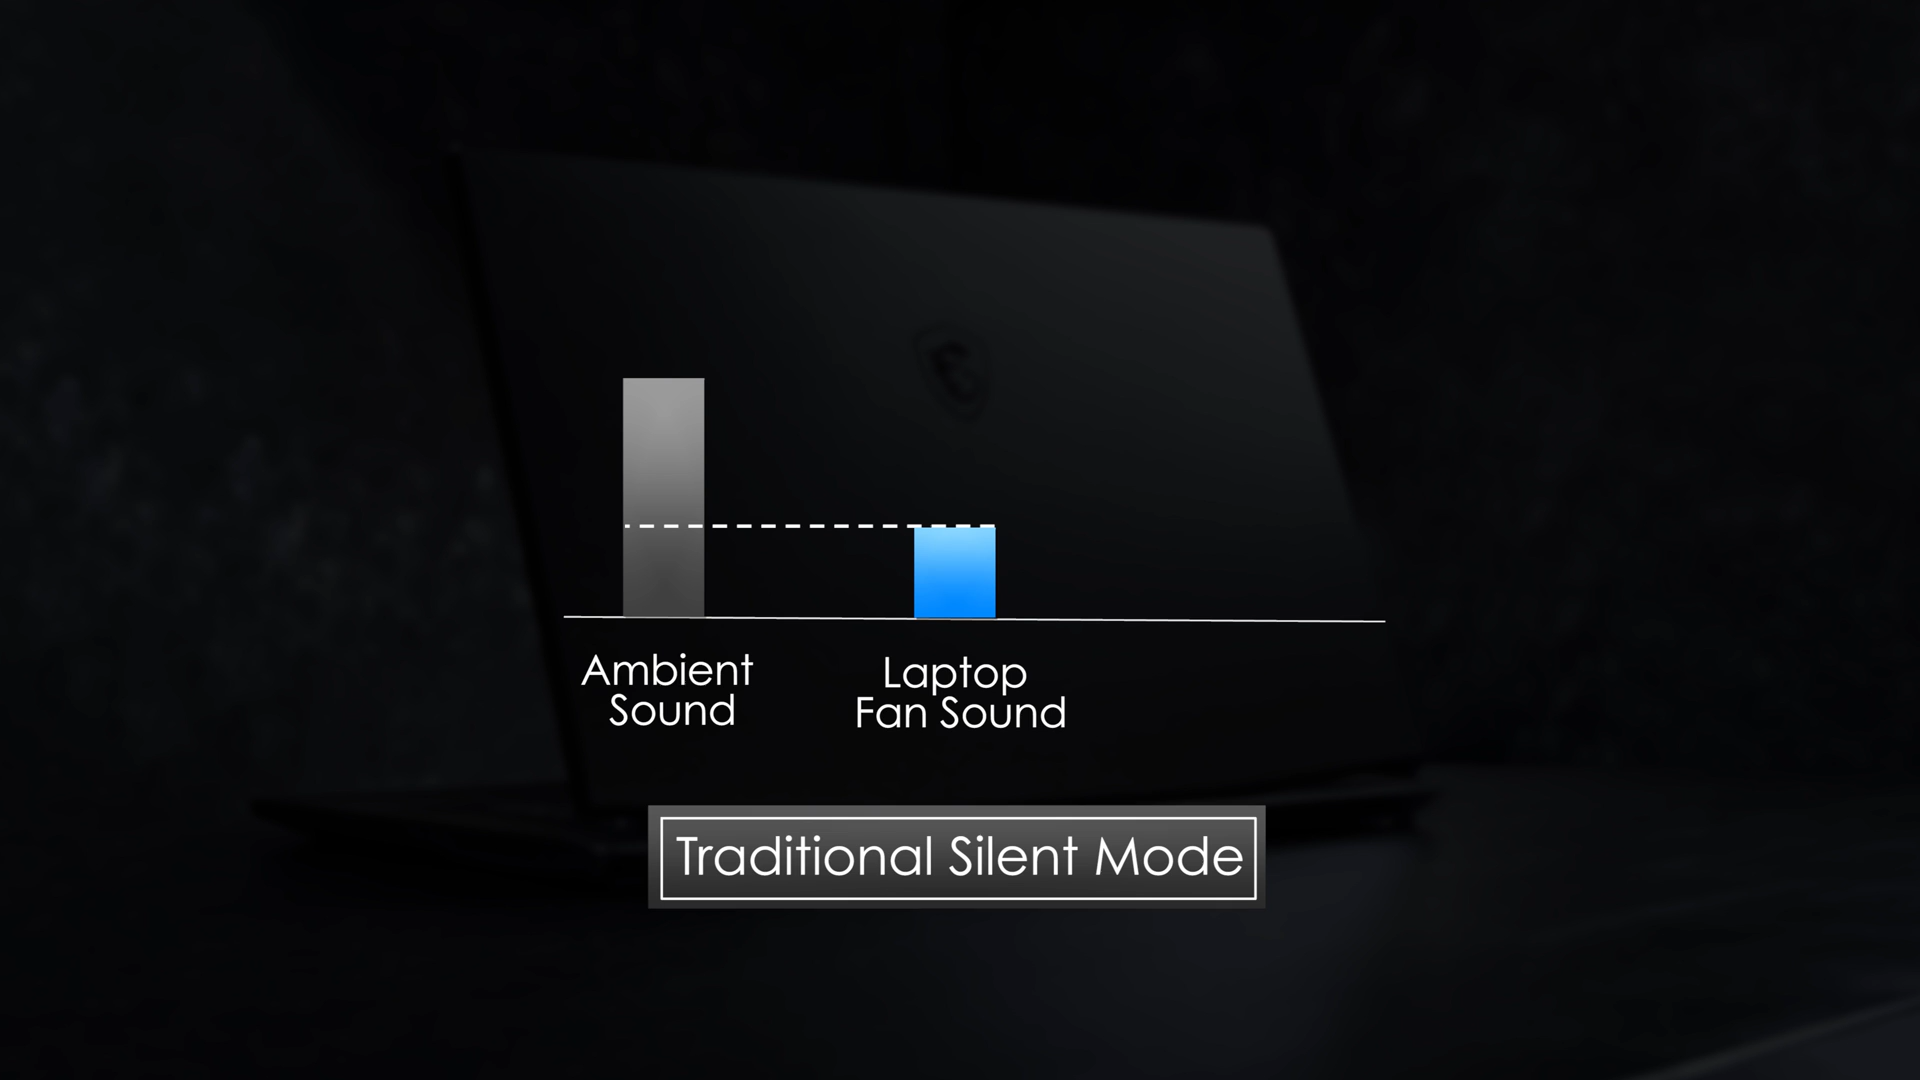 Ambient
Sound
Laptop
Fan Sound
Traditional Silent Mode